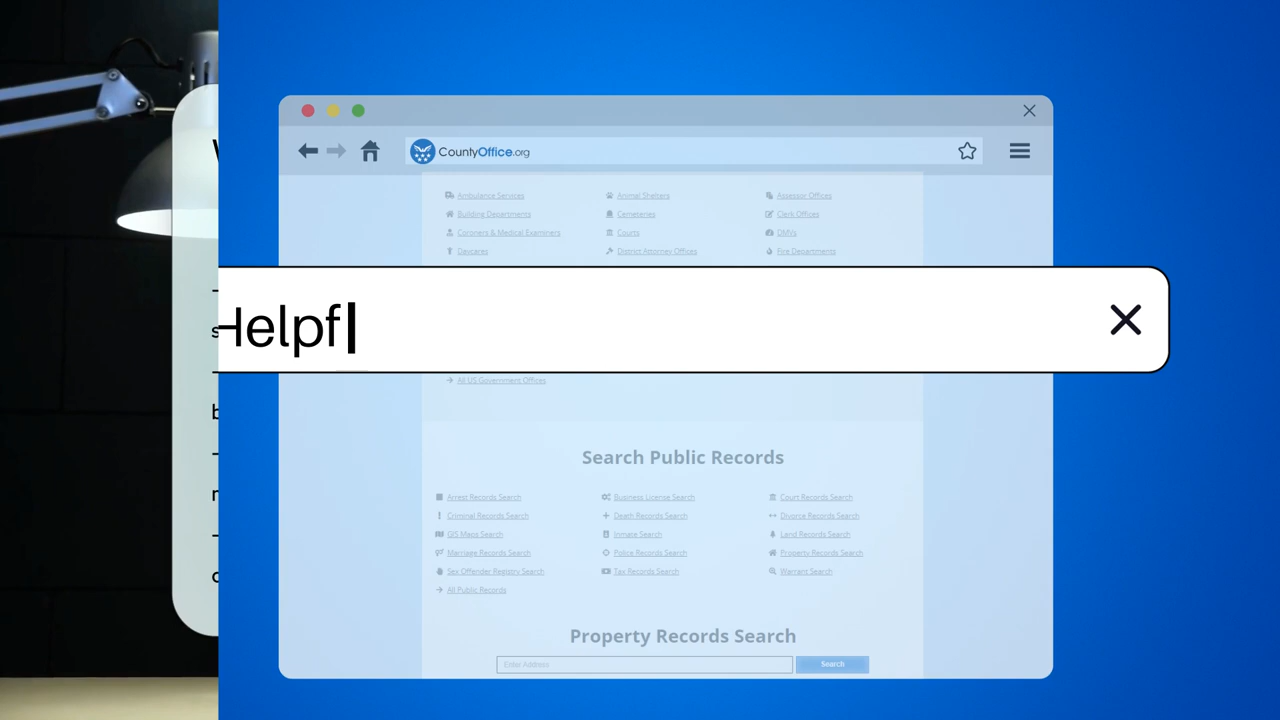 CountyOffice.org
Ambulance Services
Animal Shelters
Assessor Offices
Building Departments
Cemeteries
Clerk Offices
Coroners & Medical Examiners
Courts
DMVs
Daycares
District Attorney Offices
Fire Departments
Helpf
All US Government Offices
Search Public Records
Arrest Records Search
Business License Search
Court Records Search
Criminal Records Search
Death Records Search
Divorce Records Search
GIS Maps Search
Inmate Search
Land Records Search
Marriage Records Search
Police Records Search
Property Records Search
Sex Offender Registry Search
Tax Records Search
Warrant Search
All Public Records
Property Records Search
Enter Address
Search